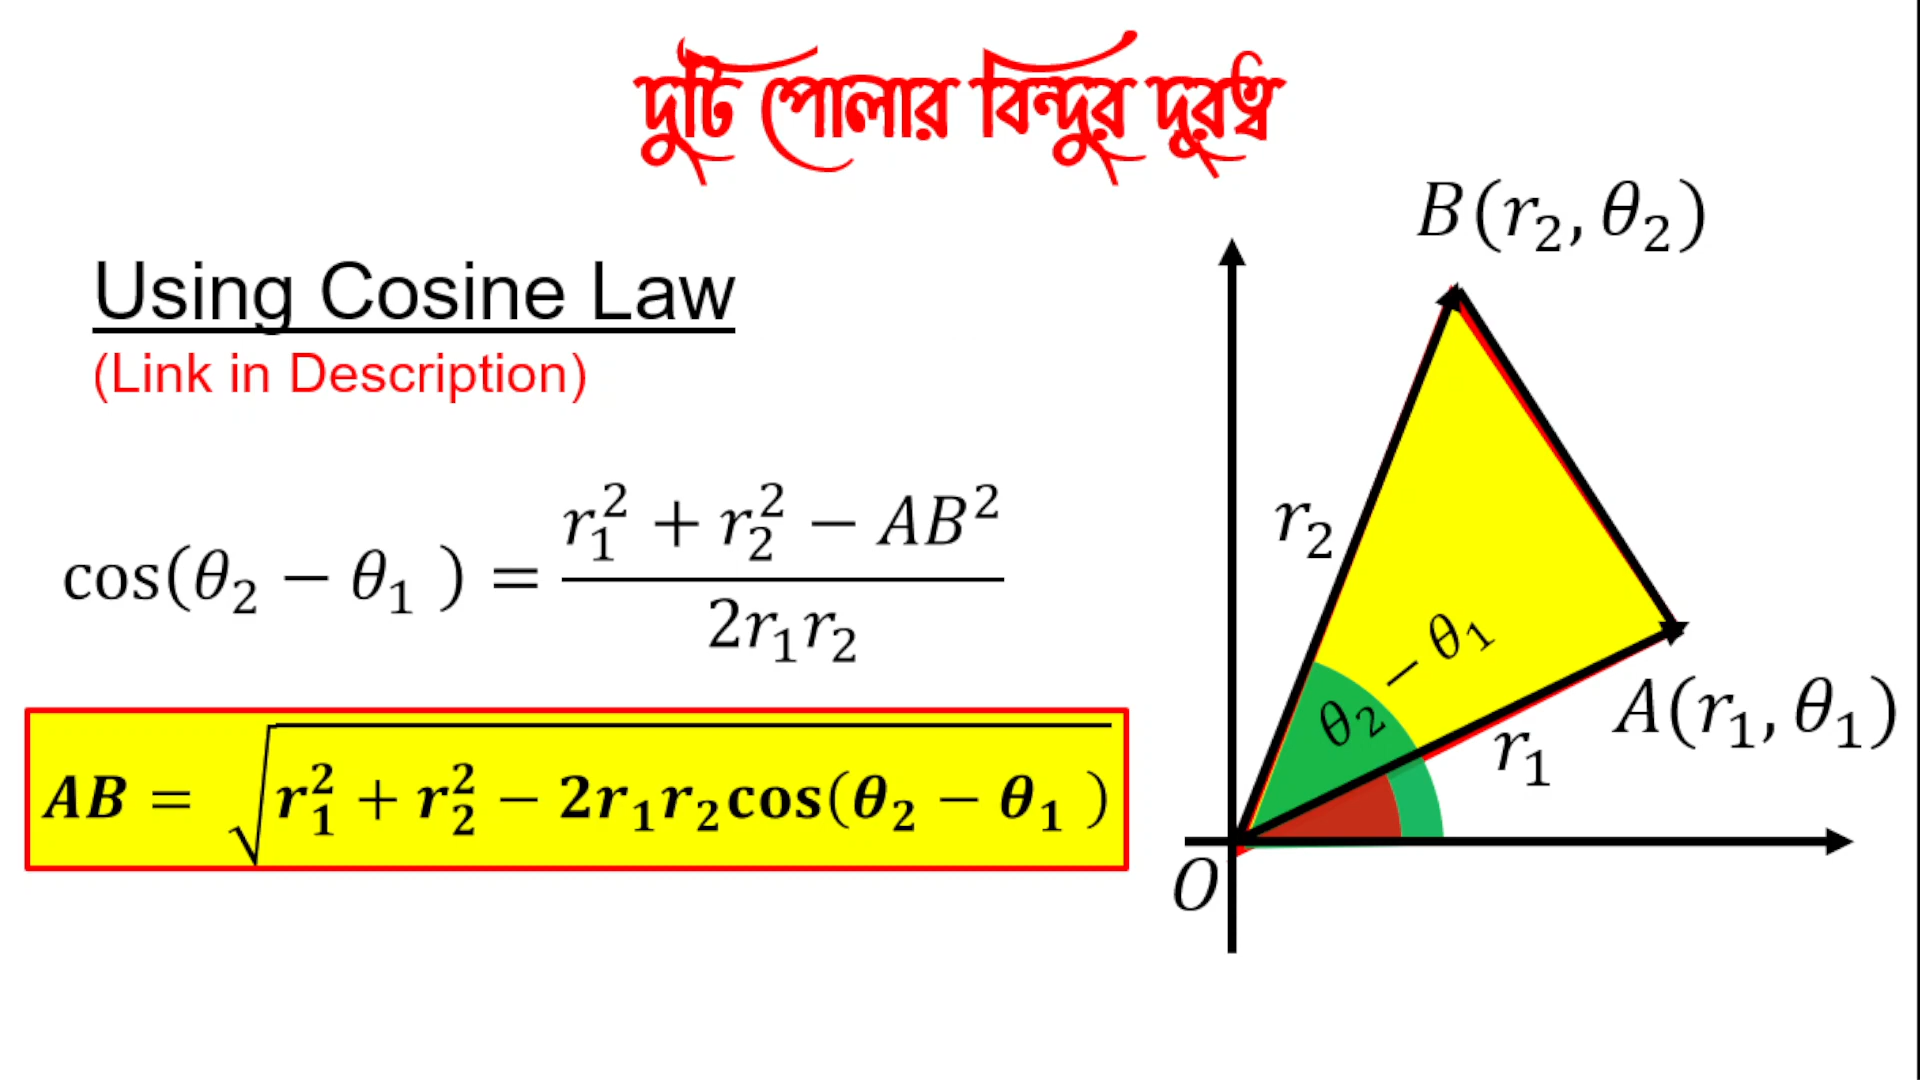 দুটি পোলার বিন্দুর দূরত্ব
Using Cosine Law
(Link in Description)
cos(θ₂ − θ₁ ) = (r₁² + r₂² − AB²) / 2r₁r₂
AB = √(r₁² + r₂² − 2r₁r₂cos(θ₂ − θ₁ ))
B(r₂, θ₂)
r₂
θ₂ − θ₁
A(r₁, θ₁)
r₁
O